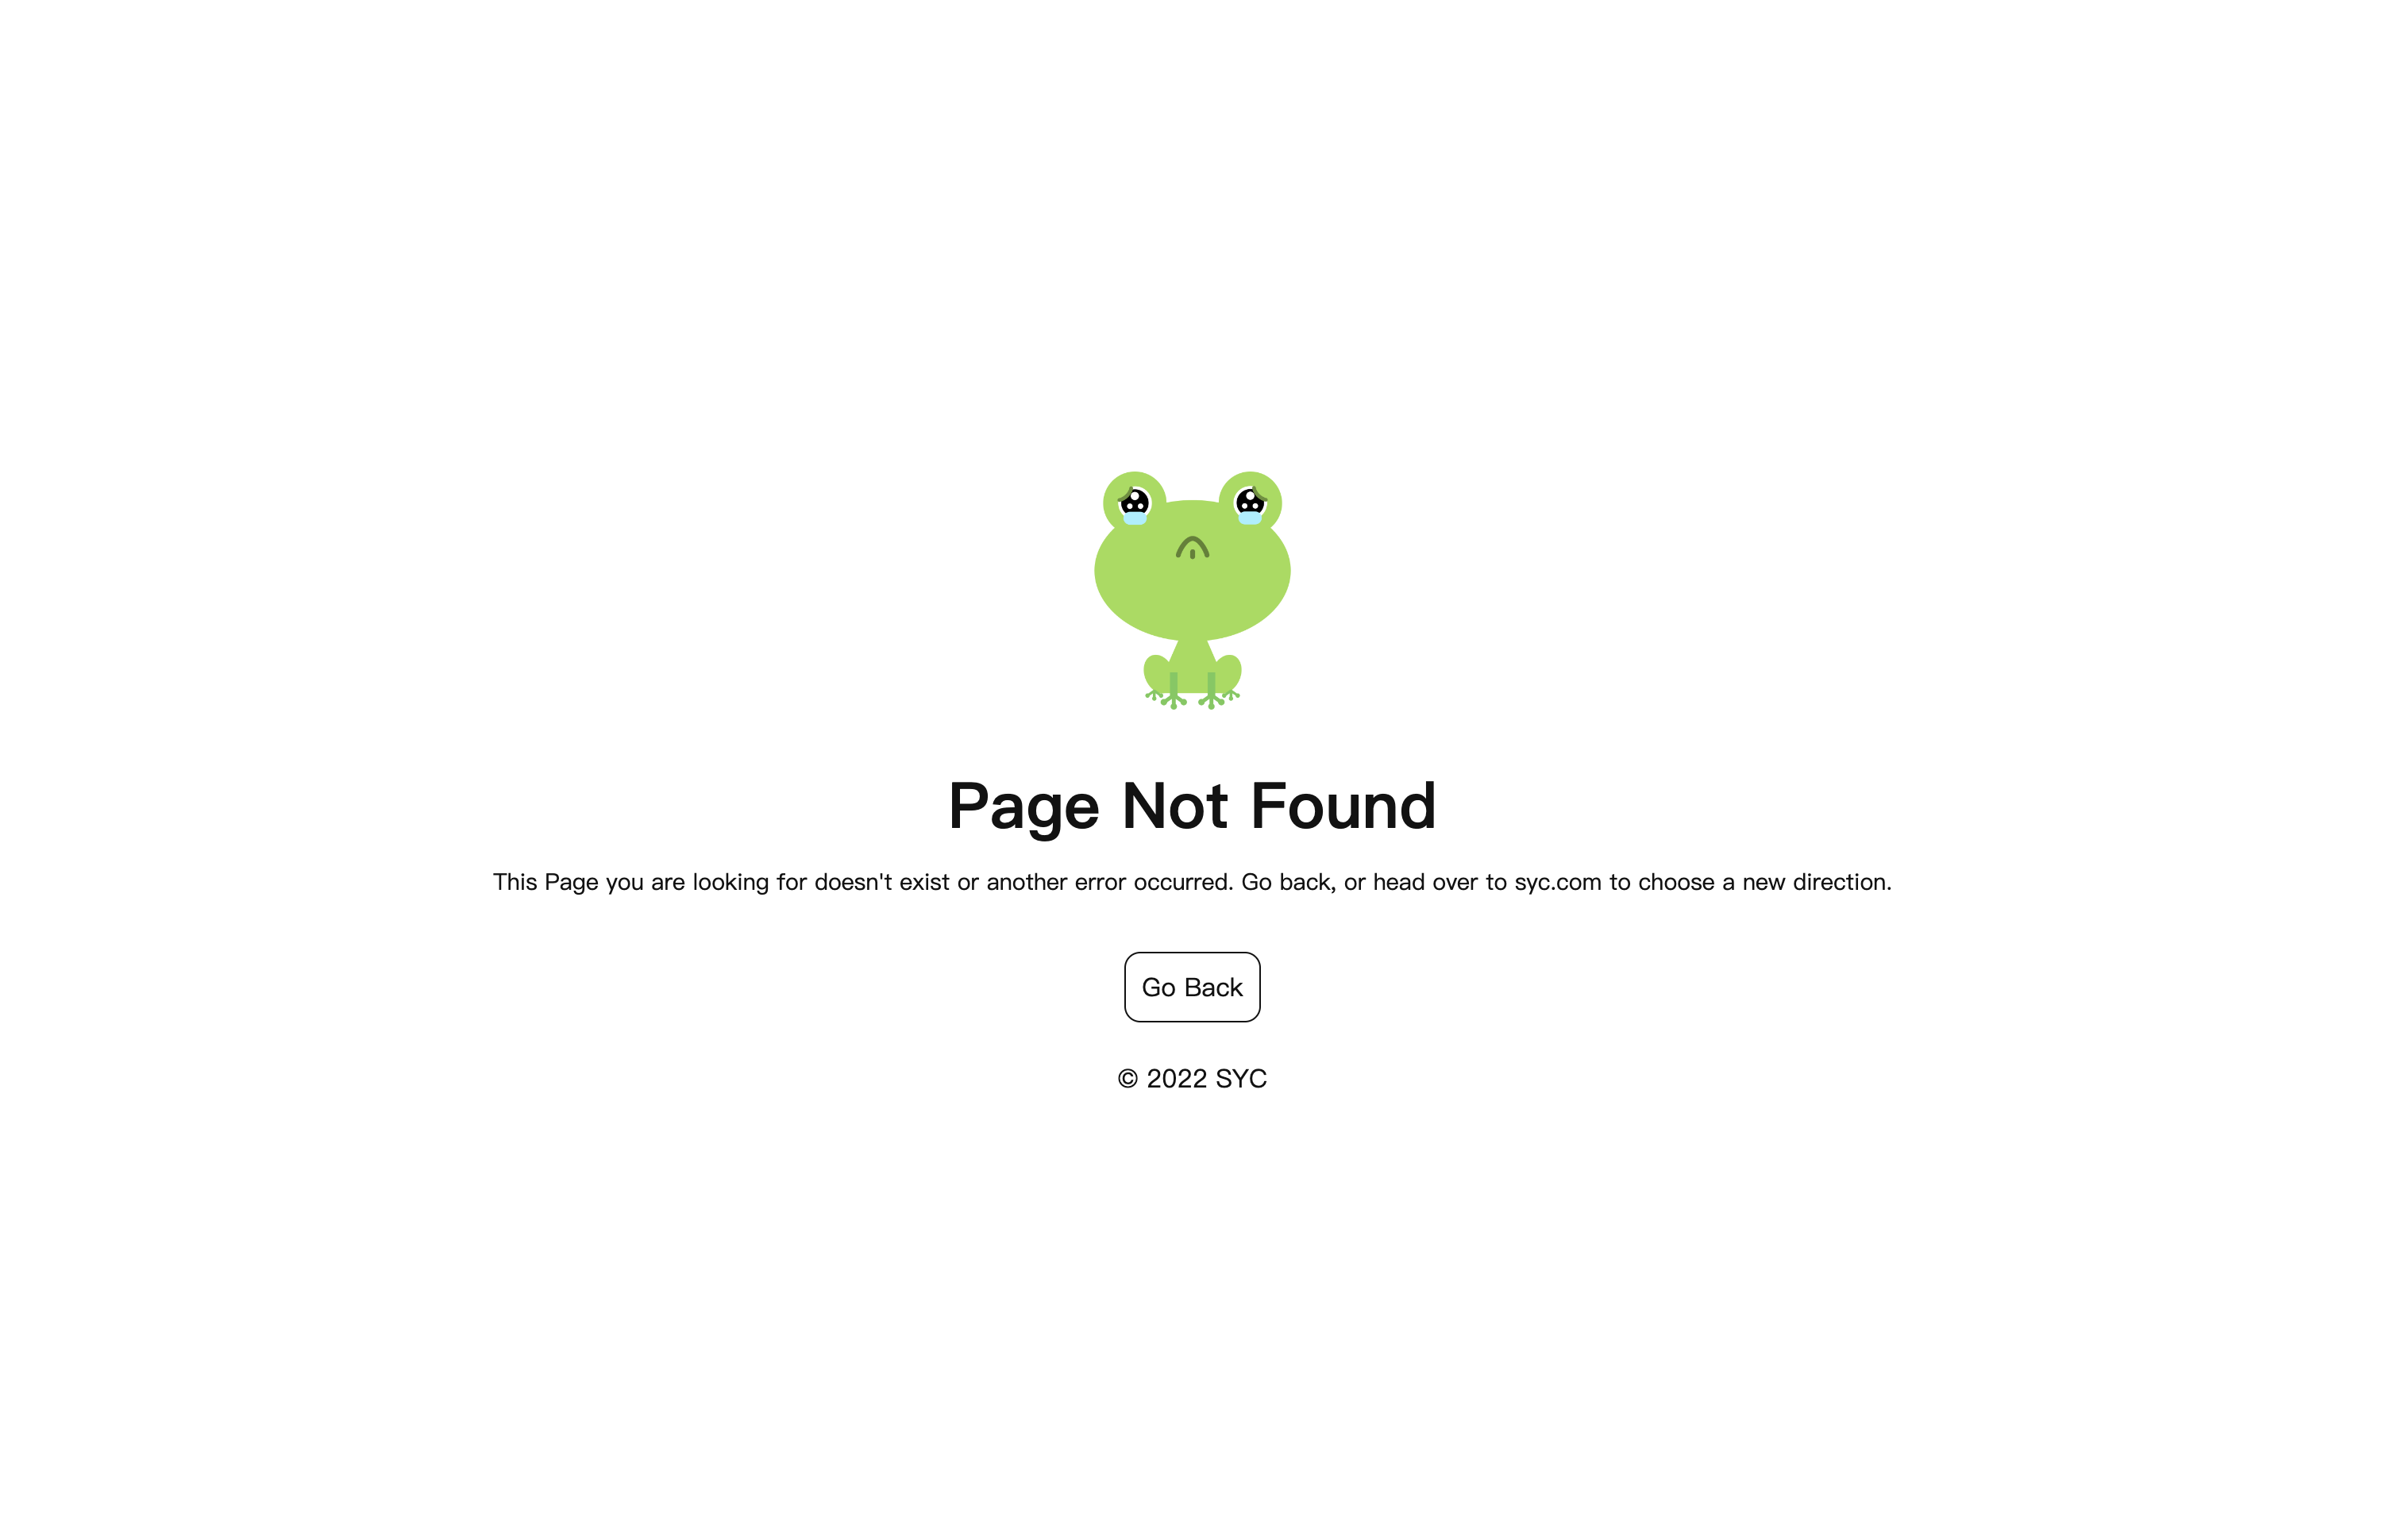 Page Not Found
This Page you are looking for doesn't exist or another error occurred. Go back, or head over to syc.com to choose a new direction.
Go Back
© 2022 SYC